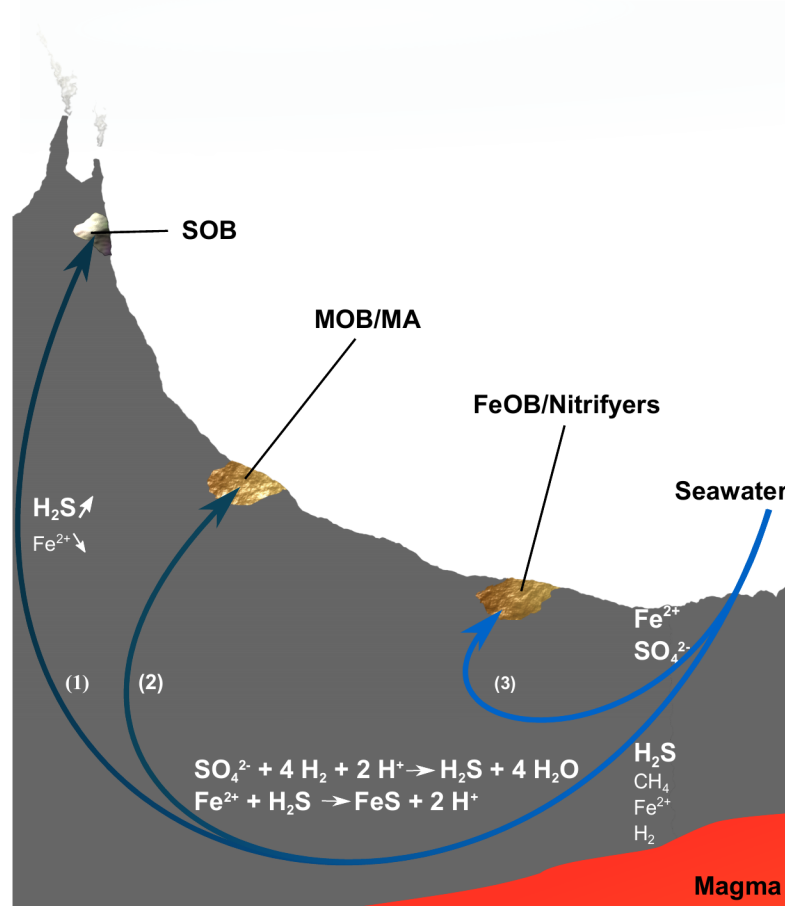 SOB
MOB/MA
FeOB/Nitrifyers
Seawater
H₂S↗
Fe²⁺↘
Fe²⁺
SO₄²⁻
(1)
(2)
(3)
SO₄²⁻ + 4 H₂ + 2 H⁺→H₂S + 4 H₂O
Fe²⁺ + H₂S →FeS + 2 H⁺
H₂S
CH₄
Fe²⁺
H₂
Magma